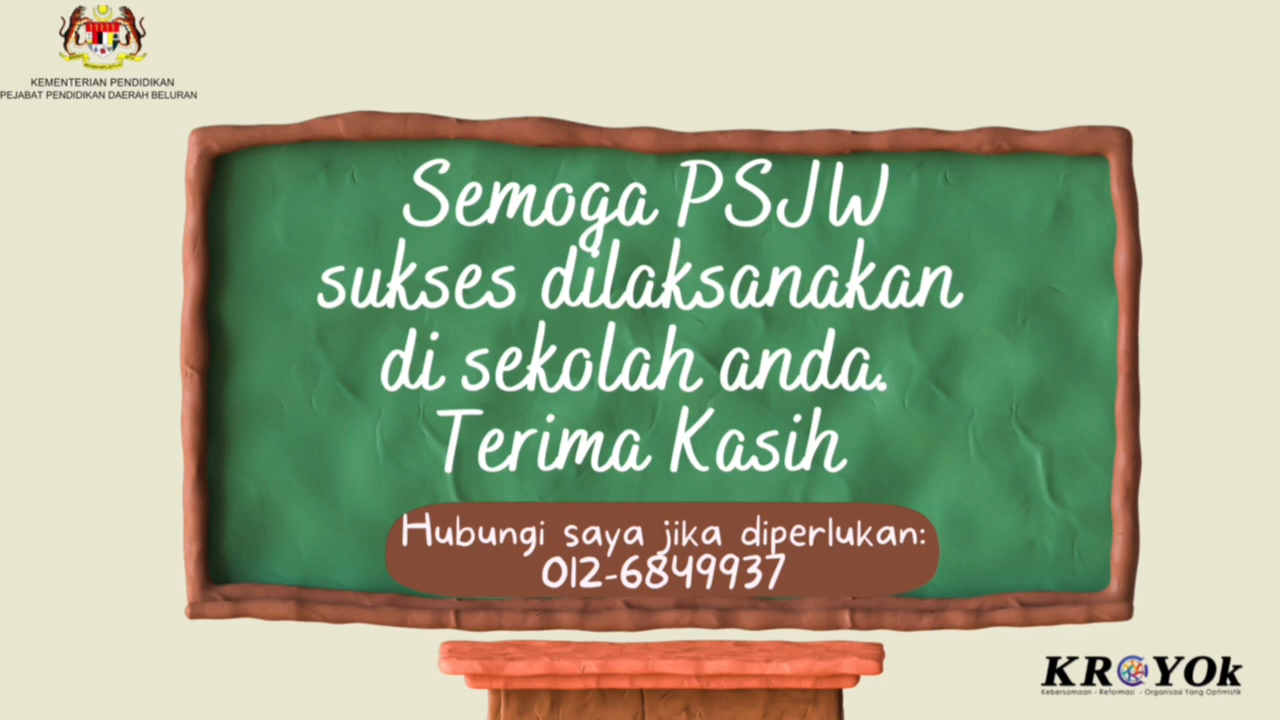 KEMENTERIAN PENDIDIKAN
PEJABAT PENDIDIKAN DAERAH BELURAN
Semoga PSJW
sukses dilaksanakan
di sekolah anda.
Terima Kasih
Hubungi saya jika diperlukan:
012-6849937
KROYOk
Kebersamaan - Reformasi - Organisasi Yang Optimistik